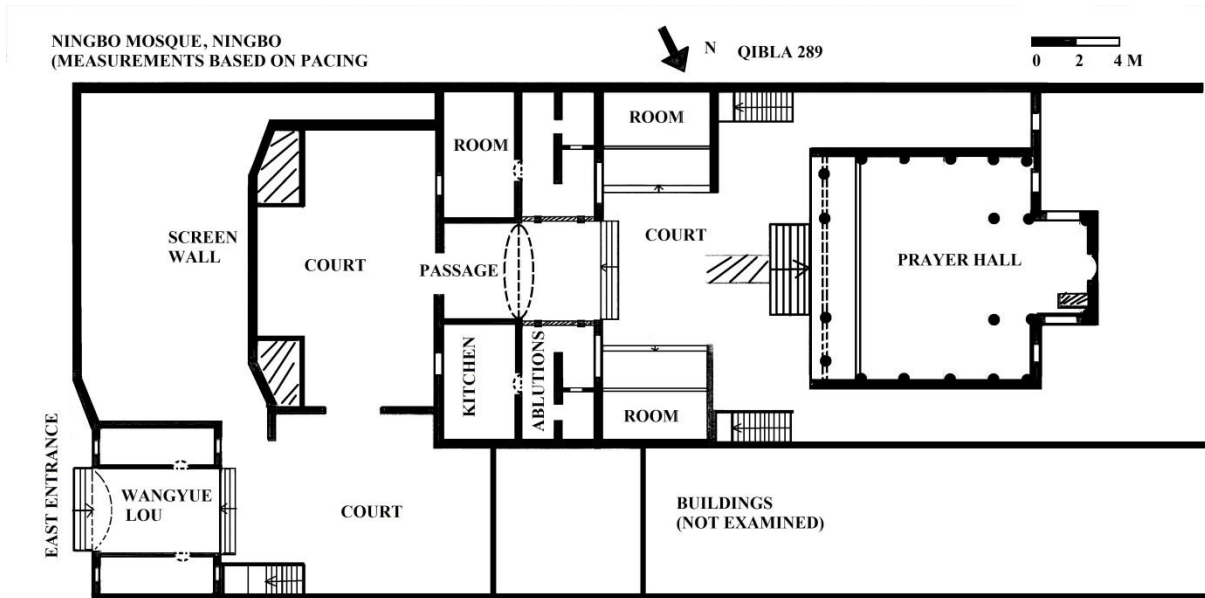 NINGBO MOSQUE, NINGBO
(MEASUREMENTS BASED ON PACING
N
QIBLA 289
0 2 4 M
ROOM
ROOM
SCREEN
WALL
COURT
PASSAGE
COURT
PRAYER HALL
KITCHEN
ABLUTIONS
ROOM
EAST ENTRANCE
WANGYUE
LOU
COURT
BUILDINGS
(NOT EXAMINED)